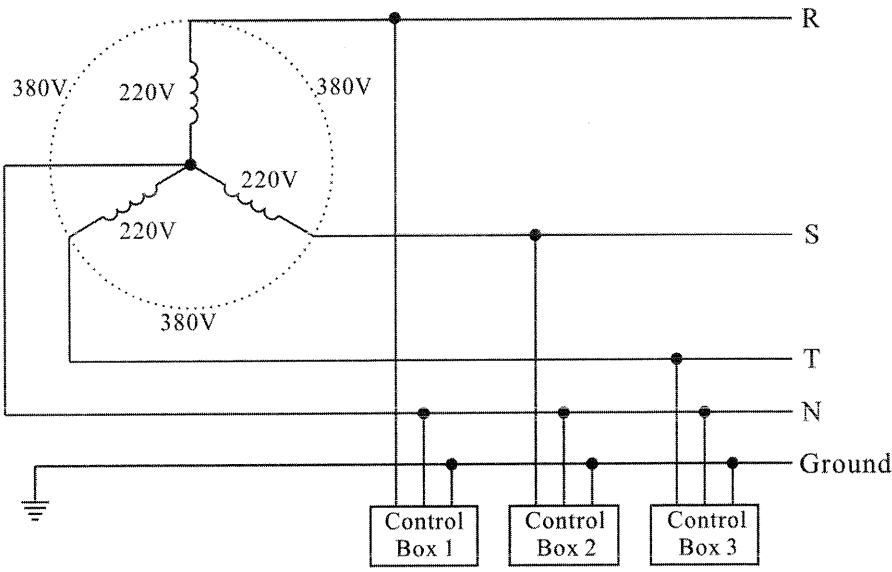 R
380V
220V
380V
220V
220V
S
380V
T
N
Ground
Control
Box 1
Control
Box 2
Control
Box 3